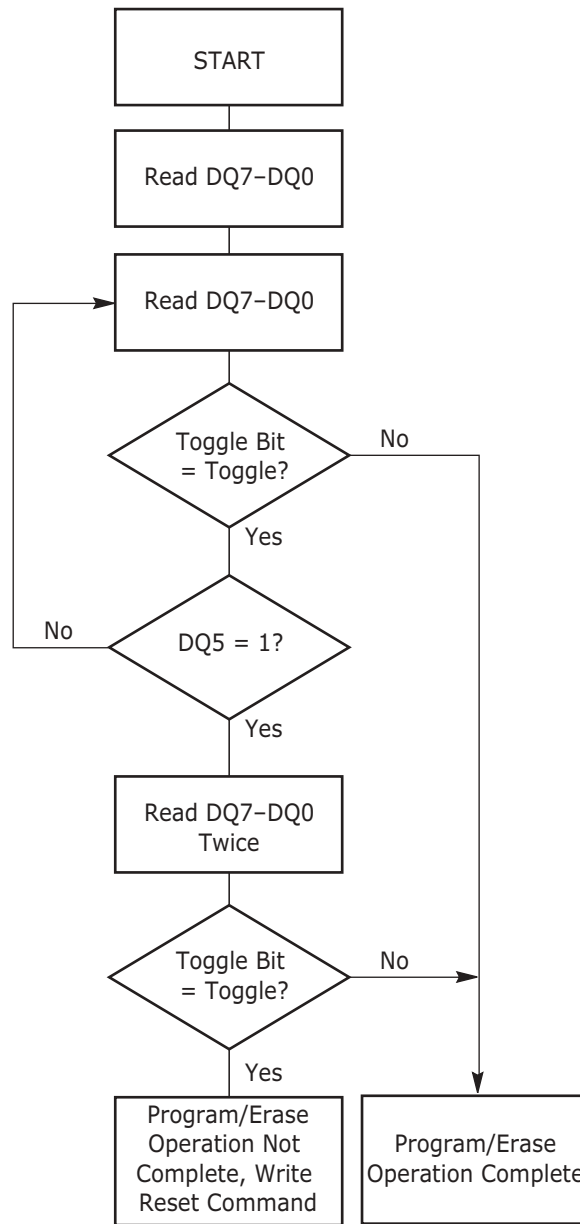 START
Read DQ7–DQ0
Read DQ7–DQ0
Toggle Bit
= Toggle?
No
Yes
No
DQ5 = 1?
Yes
Read DQ7–DQ0
Twice
Toggle Bit
= Toggle?
No
Yes
Program/Erase
Operation Not
Complete, Write
Reset Command
Program/Erase
Operation Complete